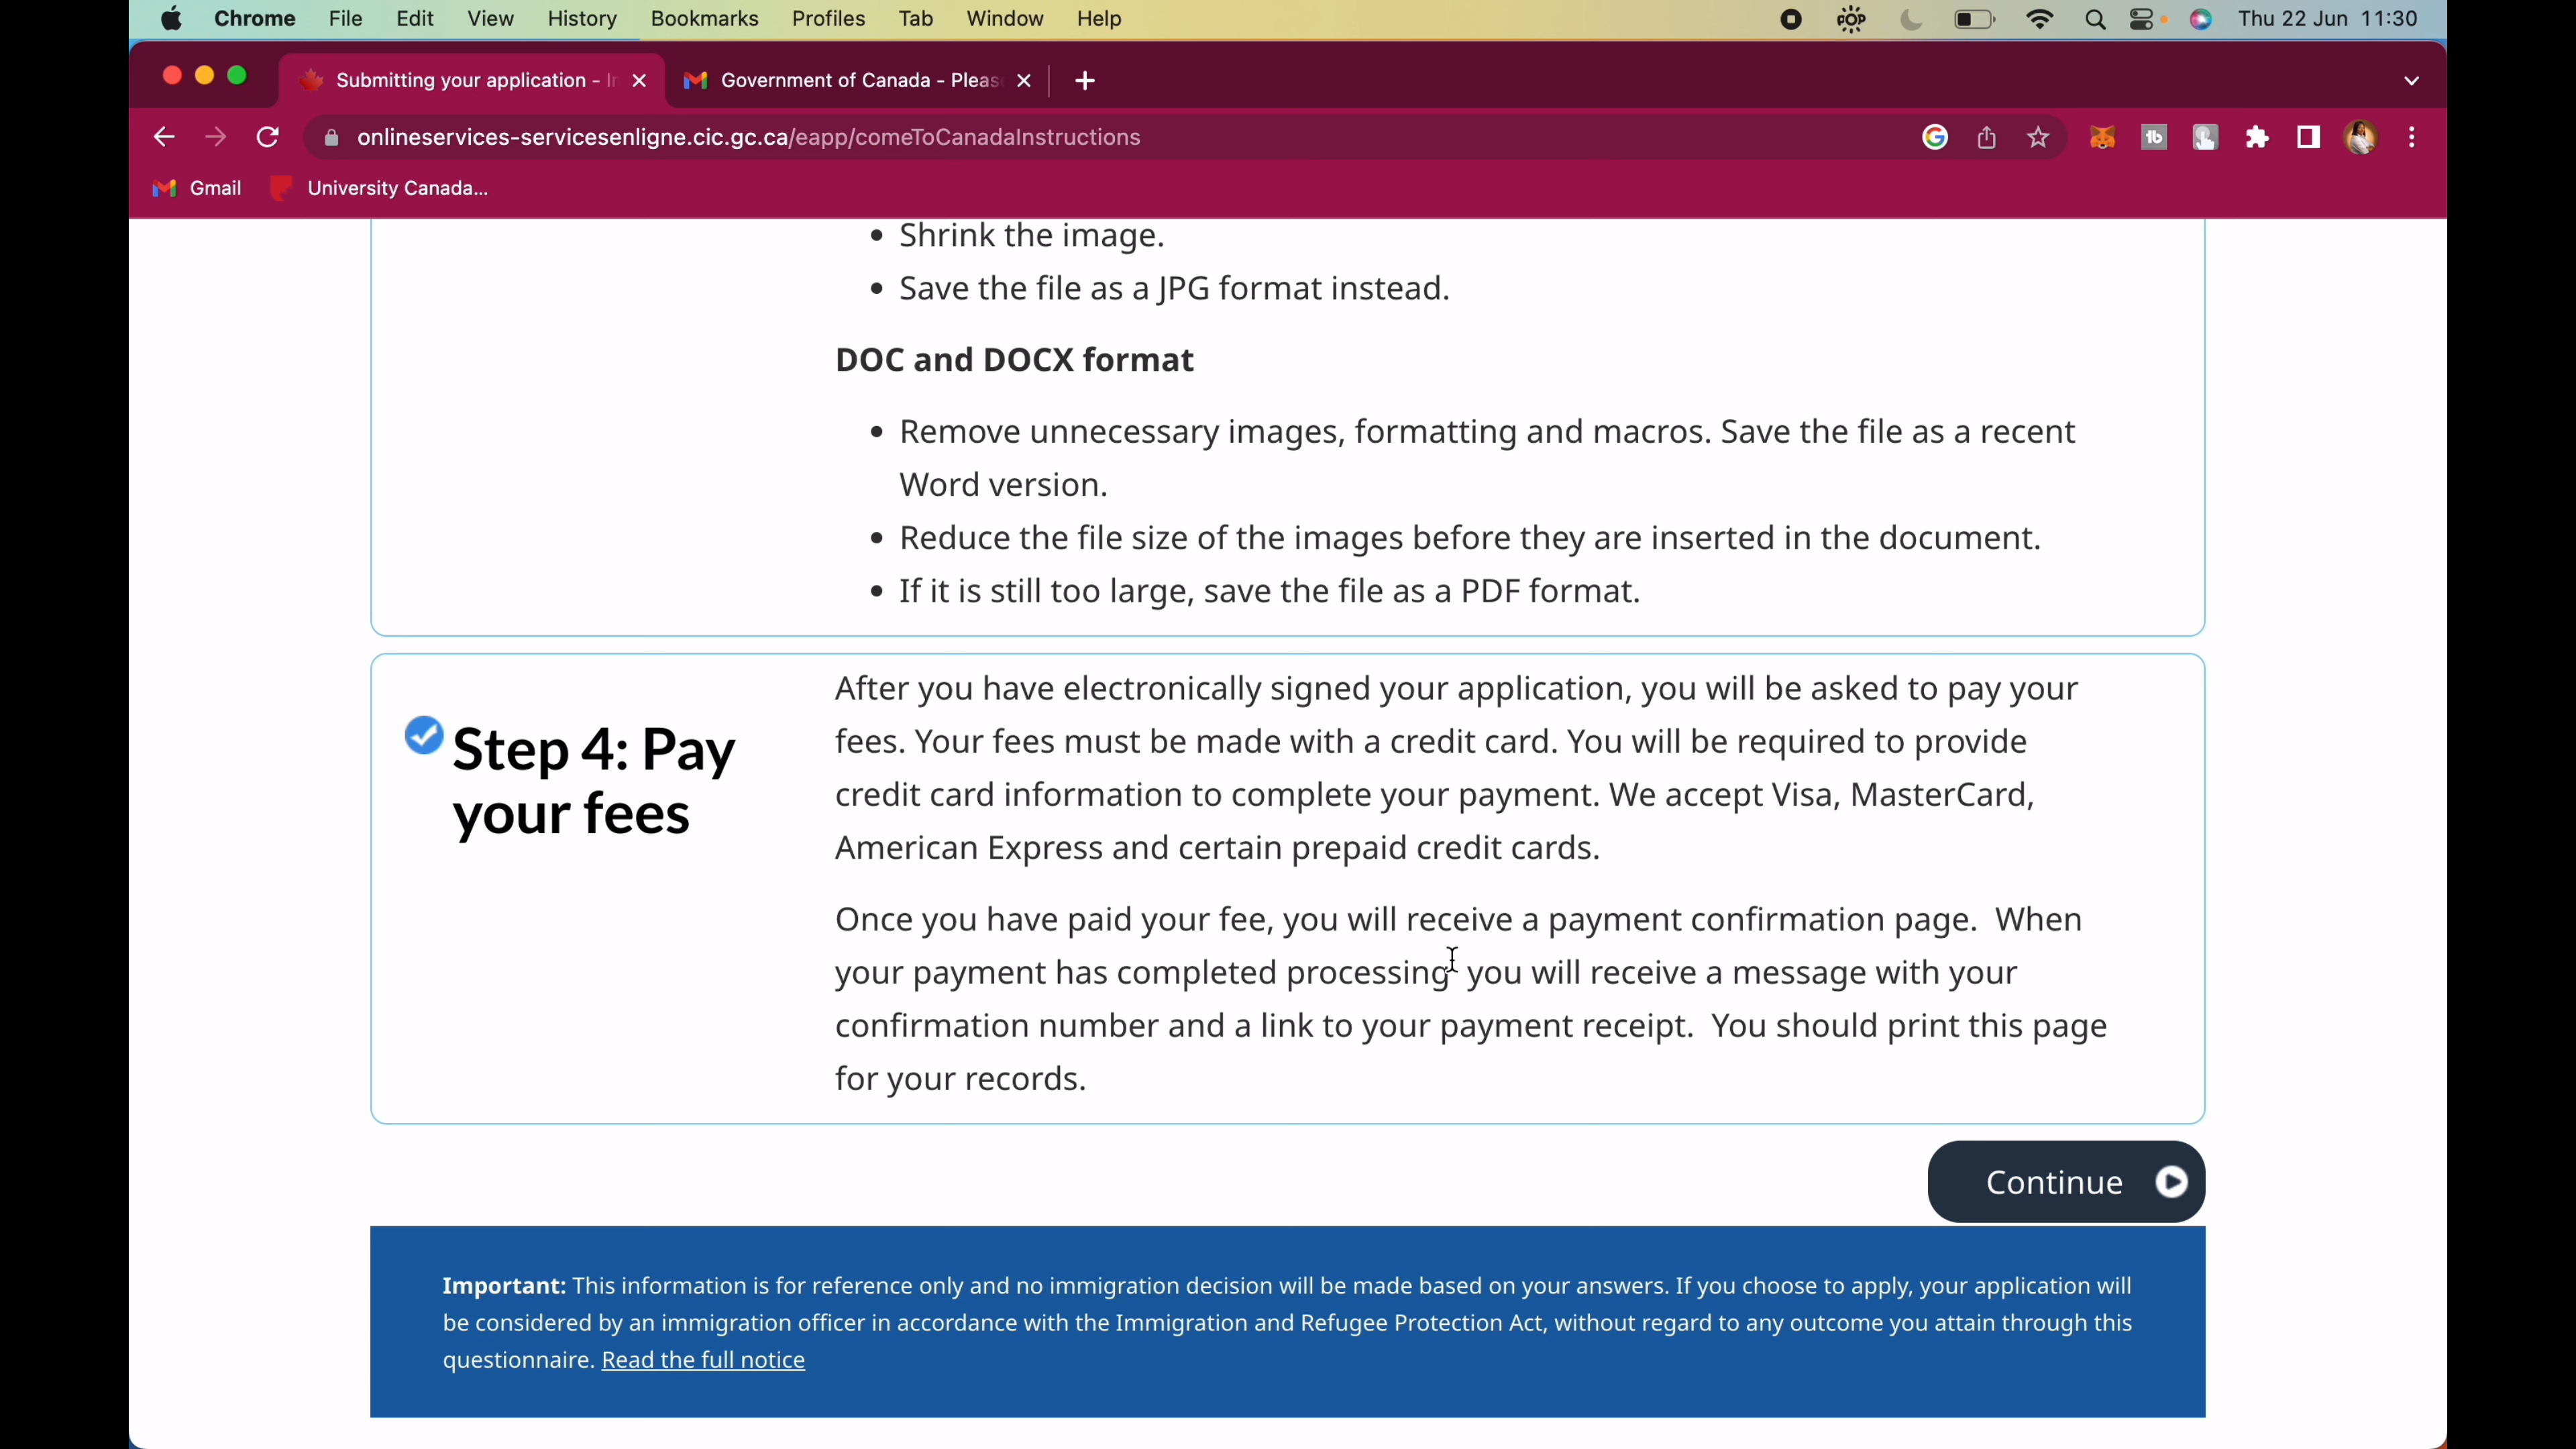 Chrome File Edit View History Bookmarks Profiles Tab Window Help Thu 22 Jun 11:30
Submitting your application - Government of Canada -
onlineservices-servicesenligne.cic.gc.ca/eapp/comeToCanadaInstructions
Gmail University Canada...
Shrink the image.
Save the file as a JPG format instead.
DOC and DOCX format
Remove unnecessary images, formatting and macros. Save the file as a recent
Word version.
Reduce the file size of the images before they are inserted in the document.
If it is still too large, save the file as a PDF format.
Step 4: Pay
your fees
After you have electronically signed your application, you will be asked to pay your
fees. Your fees must be made with a credit card. You will be required to provide
credit card information to complete your payment. We accept Visa, MasterCard,
American Express and certain prepaid credit cards.
Once you have paid your fee, you will receive a payment confirmation page. When
your payment has completed processing you will receive a message with your
confirmation number and a link to your payment receipt. You should print this page
for your records.
Continue
Important: This information is for reference only and no immigration decision will be made based on your answers. If you choose to apply, your application will
be considered by an immigration officer in accordance with the Immigration and Refugee Protection Act, without regard to any outcome you attain through this
questionnaire. Read the full notice